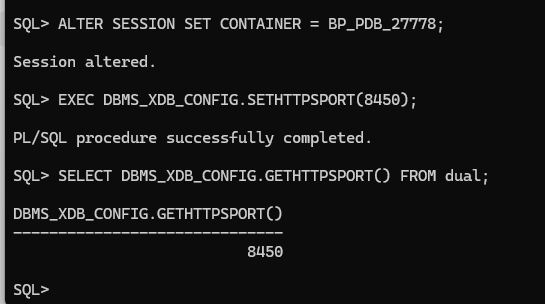 SQL> ALTER SESSION SET CONTAINER = BP_PDB_27778;
Session altered.
SQL> EXEC DBMS_XDB_CONFIG.SETHTTPSPORT(8450);
PL/SQL procedure successfully completed.
SQL> SELECT DBMS_XDB_CONFIG.GETHTTPSPORT() FROM dual;
DBMS_XDB_CONFIG.GETHTTPSPORT()
------------------------------
8450
SQL>